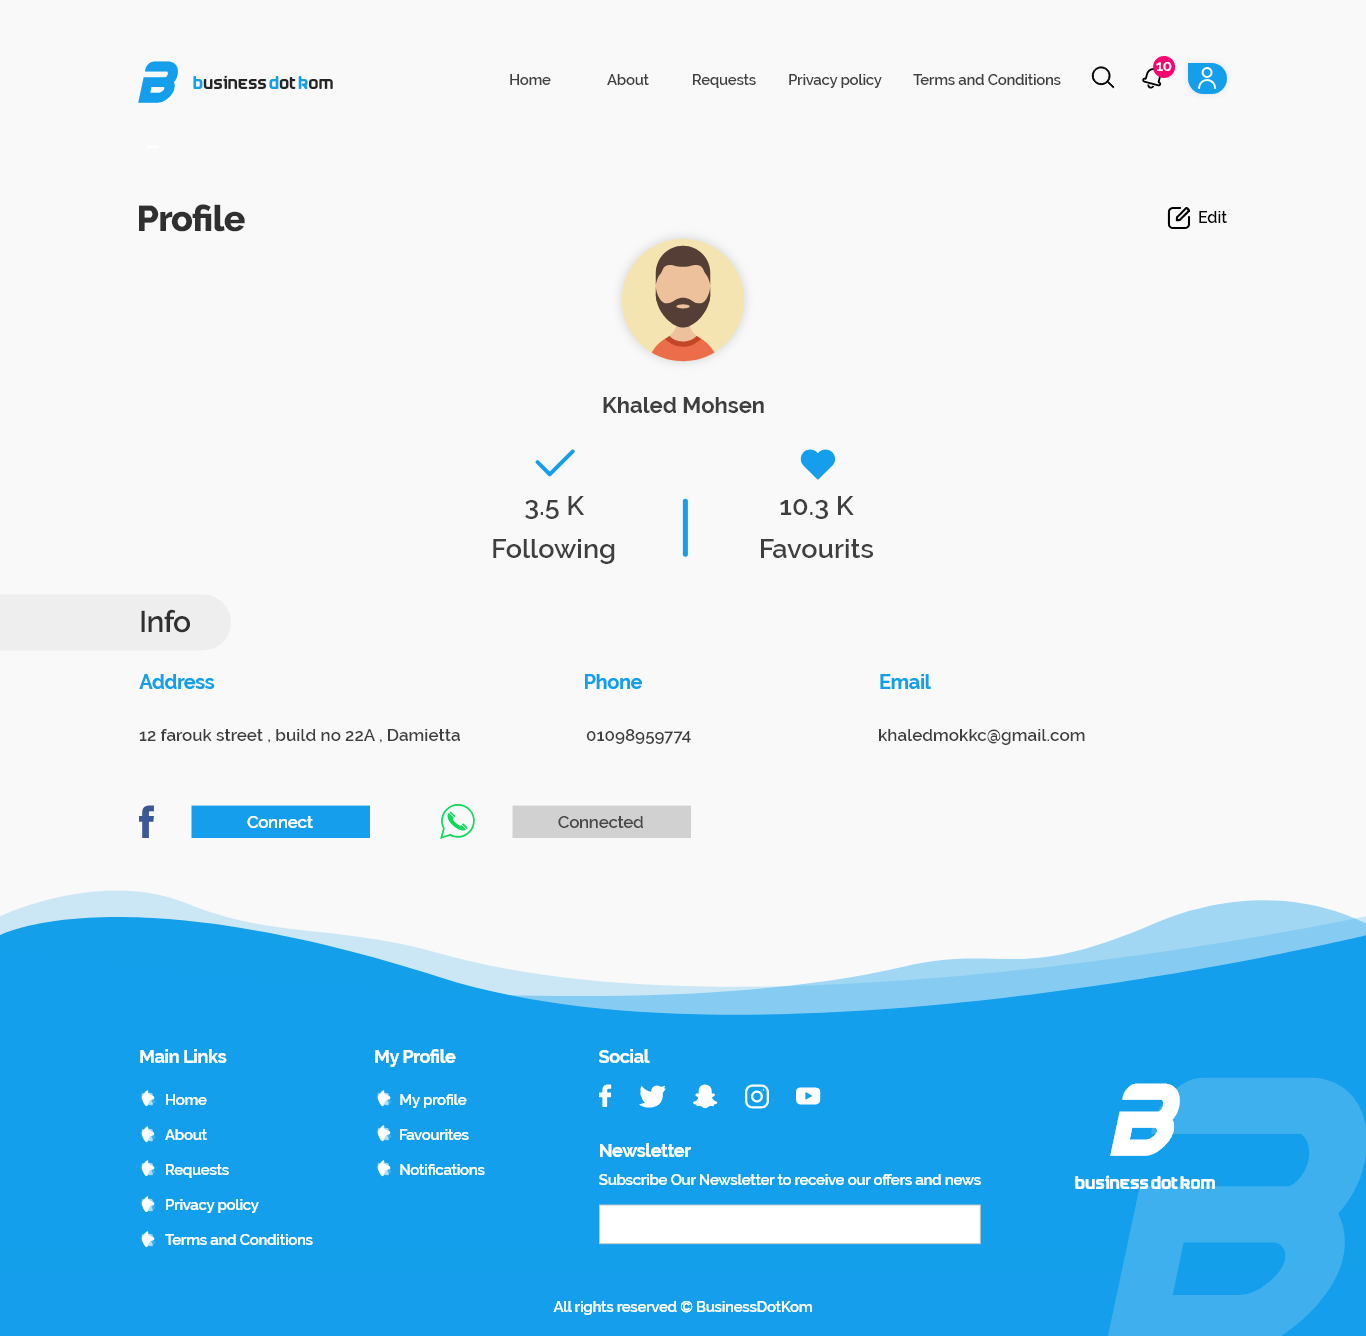 business dot kom
Home About Requests Privacy policy Terms and Conditions 10
Profile
Edit
Khaled Mohsen
3.5 K
Following
10.3 K
Favourits
Info
Address
12 farouk street , build no 22A , Damietta
Phone
01098959774
Email
khaledmokkc@gmail.com
Connect
Connected
Main Links
Home
About
Requests
Privacy policy
Terms and Conditions
My Profile
My profile
Favourites
Notifications
Social
Newsletter
Subscribe Our Newsletter to receive our offers and news
business dot kom
All rights reserved © BusinessDotKom